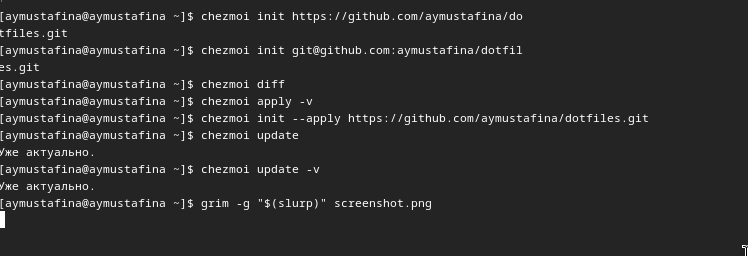 [aymustafina@aymustafina ~]$ chezmoi init https://github.com/aymustafina/do
tfiles.git
[aymustafina@aymustafina ~]$ chezmoi init git@github.com:aymustafina/dotfil
es.git
[aymustafina@aymustafina ~]$ chezmoi diff
[aymustafina@aymustafina ~]$ chezmoi apply -v
[aymustafina@aymustafina ~]$ chezmoi init --apply https://github.com/aymustafina/dotfiles.git
[aymustafina@aymustafina ~]$ chezmoi update
Уже актуально.
[aymustafina@aymustafina ~]$ chezmoi update -v
Уже актуально.
[aymustafina@aymustafina ~]$ grim -g "$(slurp)" screenshot.png